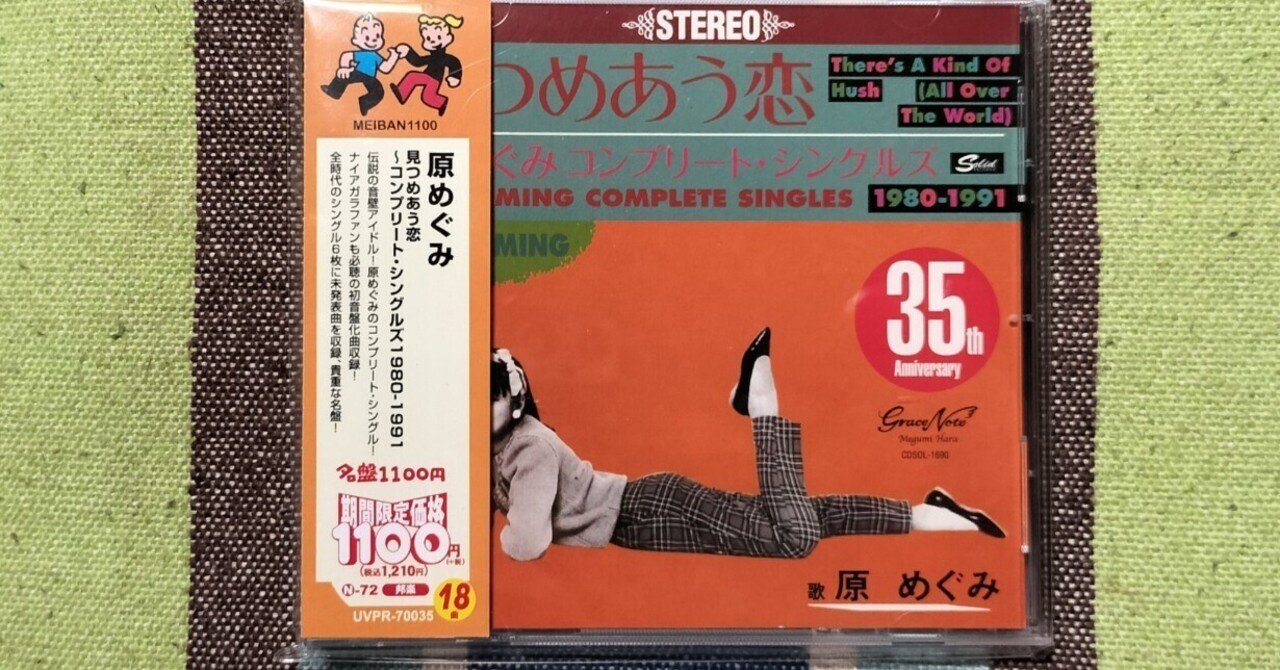 MEIBAN1100
原めぐみ
見つめあう恋
～コンプリート・シングルズ1980-1991
伝説の音壁アイドル！原めぐみのコンプリート・シングル！
ナイアガラファンも必聴の初音盤化曲収録！
全時代のシングル6枚に未発表曲を収録、貴重な名盤！
名盤1100円
期間限定価格
1100円
(+税)
(税込1,210円)
N-72 邦楽
18曲
UVPR-70035
STEREO
つめあう恋
There's A Kind Of
Hush (All Over
The World)
ぐみ コンプリート・シングルズ
Solid
MING COMPLETE SINGLES 1980-1991
MING
35th
Anniversary
Grace Note3
Megumi Hara
CDSOL-1690
歌 原 めぐみ